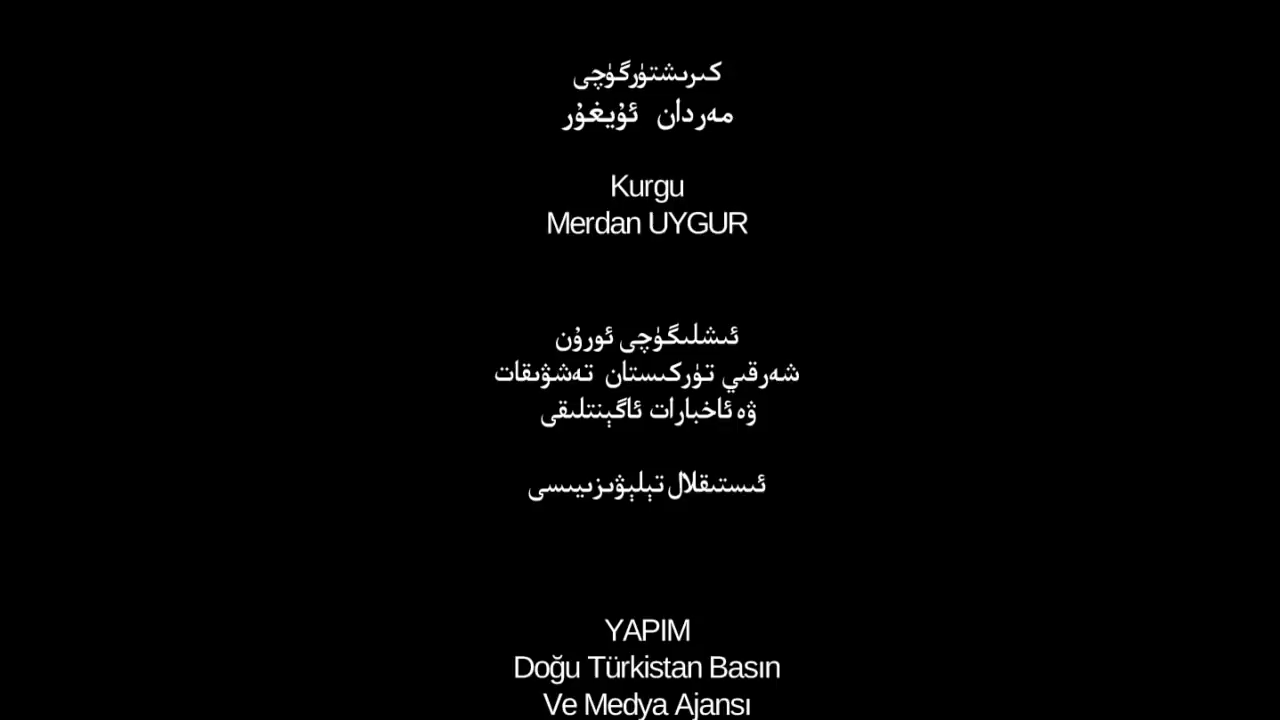 كىرىشتۈرگۈچى
مەردان ئۇيغۇر
Kurgu
Merdan UYGUR
ئىشلىگۈچى ئورۇن
شەرقىي تۈركىستان تەشۋىقات
ۋە ئاخبارات ئاگېنتلىقى
ئىستىقلال تېلېۋىزىيىسى
YAPIM
Doğu Türkistan Basın
Ve Medya Ajansı